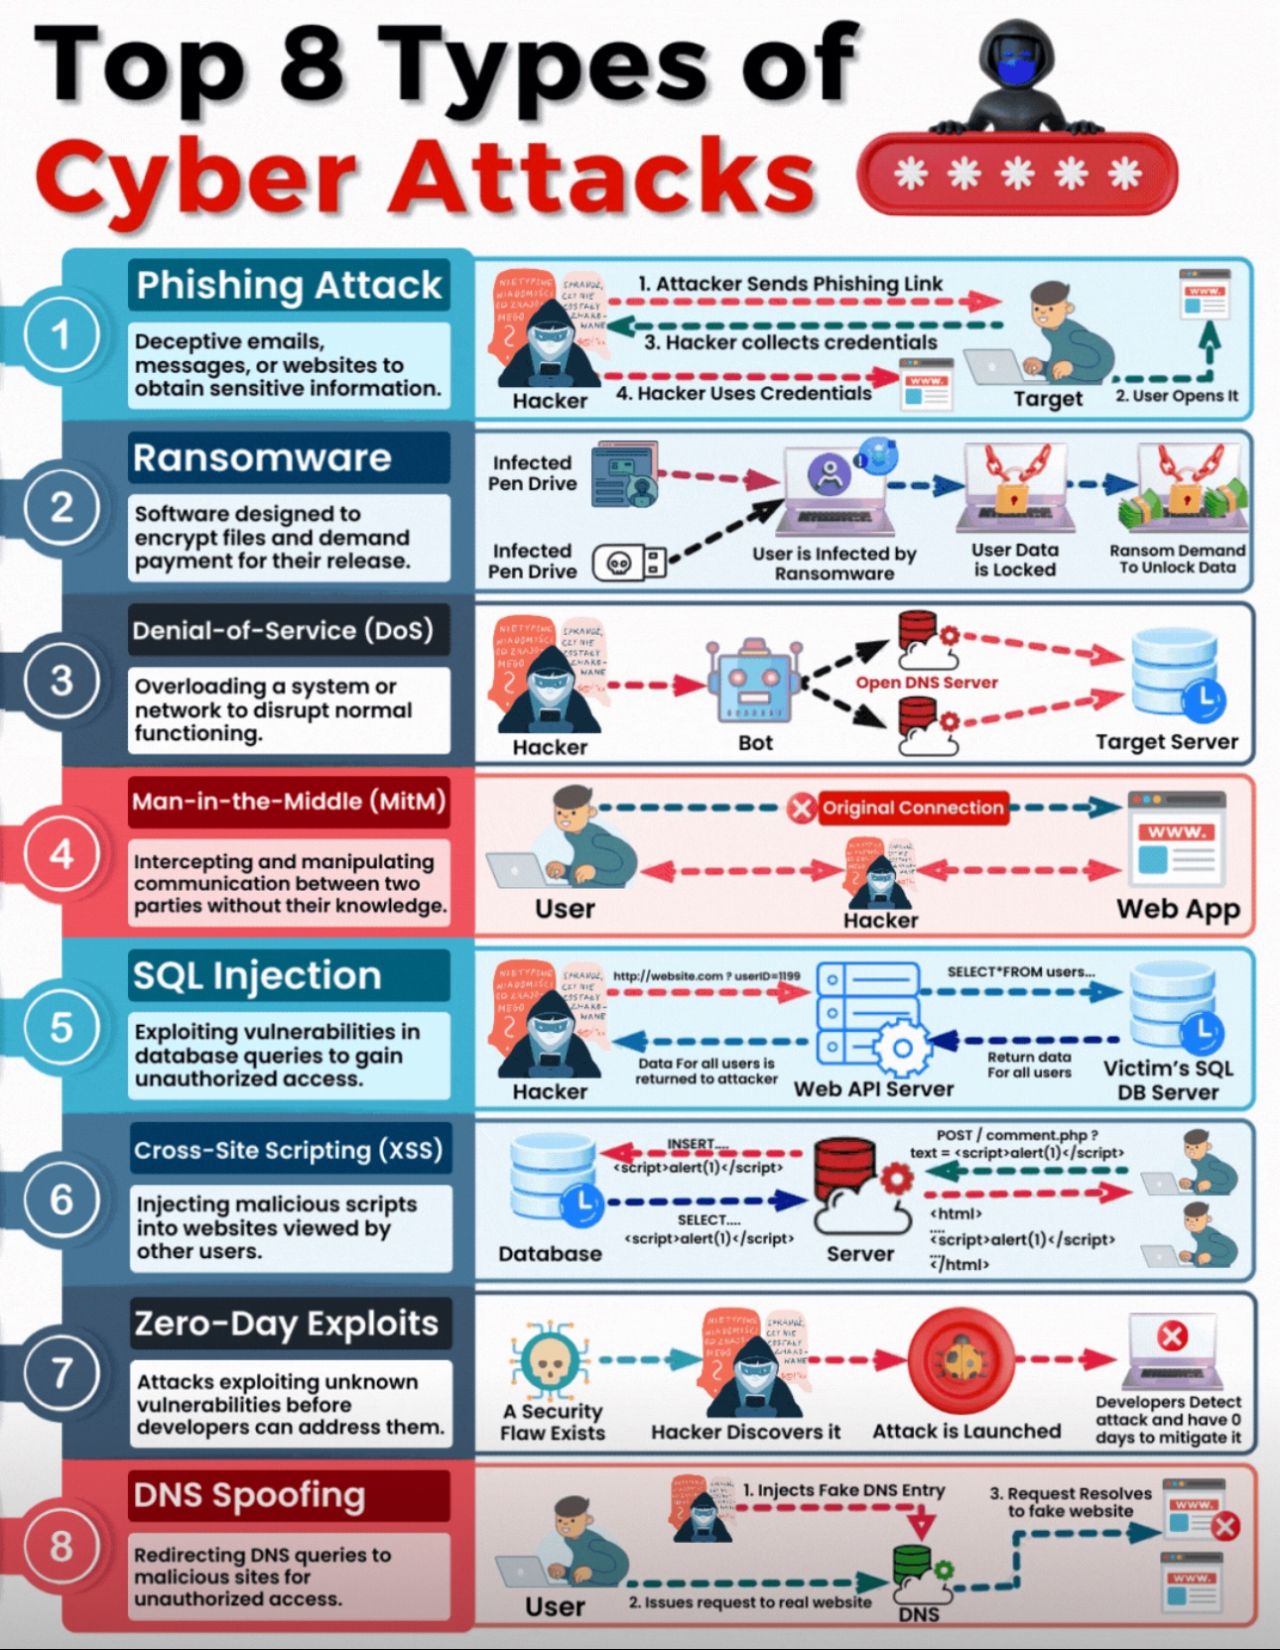 Top 8 Types of
Cyber Attacks
* * * * *
1
Phishing Attack
Deceptive emails,
messages, or websites to
obtain sensitive information.
NIETYPOWE
WIADOMOŚCI
OD ZNAJO-
MEGO
?
SPRAWDŹ,
CZY NIE
ZOSTAŁY
ZHAKO-
WANE
Hacker
1. Attacker Sends Phishing Link
3. Hacker collects credentials
4. Hacker Uses Credentials
www.
Target
www.
2. User Opens It
2
Ransomware
Software designed to
encrypt files and demand
payment for their release.
Infected
Pen Drive
Infected
Pen Drive
User is Infected by
Ransomware
User Data
is Locked
Ransom Demand
To Unlock Data
3
Denial-of-Service (DoS)
Overloading a system or
network to disrupt normal
functioning.
Hacker
Bot
Open DNS Server
Target Server
4
Man-in-the-Middle (MitM)
Intercepting and manipulating
communication between two
parties without their knowledge.
User
Original Connection
Hacker
www.
Web App
5
SQL Injection
Exploiting vulnerabilities in
database queries to gain
unauthorized access.
Hacker
http://website.com ? userID=1199
Data For all users is
returned to attacker
Web API Server
SELECT*FROM users...
Return data
For all users
Victim's SQL
DB Server
6
Cross-Site Scripting (XSS)
Injecting malicious scripts
into websites viewed by
other users.
Database
INSERT....
<script>alert(1)</script>
SELECT....
<script>alert(1)</script>
Server
POST / comment.php ?
text = <script>alert(1)</script>
<html>
....
<script>alert(1)</script>
...
</html>
7
Zero-Day Exploits
Attacks exploiting unknown
vulnerabilities before
developers can address them.
A Security
Flaw Exists
Hacker Discovers it
Attack is Launched
Developers Detect
attack and have 0
days to mitigate it
8
DNS Spoofing
Redirecting DNS queries to
malicious sites for
unauthorized access.
User
1. Injects Fake DNS Entry
2. Issues request to real website
DNS
3. Request Resolves
to fake website
www.
www.